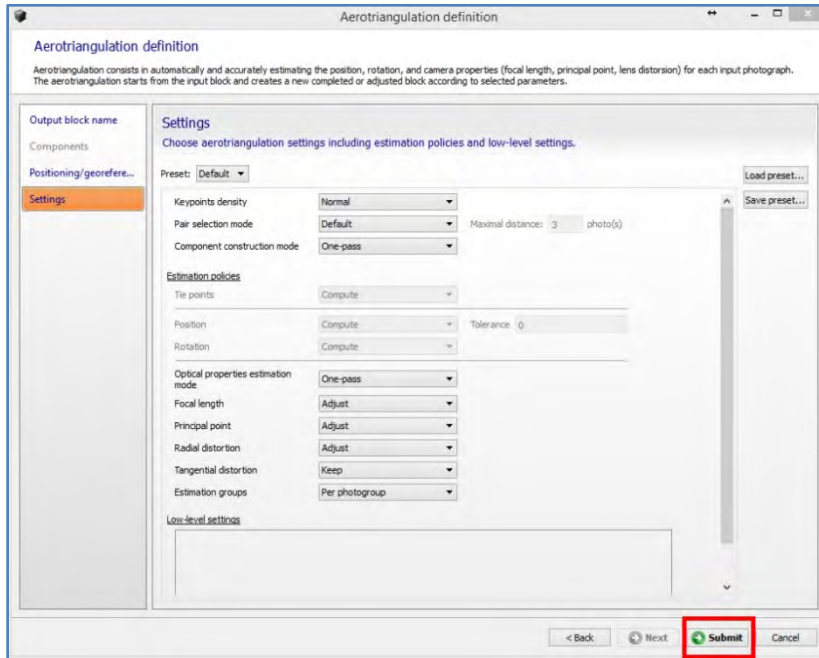 Aerotriangulation definition
Aerotriangulation definition
Aerotriangulation consists in automatically and accurately estimating the position, rotation, and camera properties (focal length, principal point, lens distorsion) for each input photograph.
The aerotriangulation starts from the input block and creates a new completed or adjusted block according to selected parameters.
Output block name
Components
Positioning/georefere...
Settings
Settings
Choose aerotriangulation settings including estimation policies and low-level settings.
Preset: Default
Load preset...
Save preset...
Keypoints density Normal
Pair selection mode Default Maximal distance: 3 photo(s)
Component construction mode One-pass
Estimation policies
Tie points Compute
Position Compute Tolerance 0
Rotation Compute
Optical properties estimation
mode One-pass
Focal length Adjust
Principal point Adjust
Radial distortion Adjust
Tangential distortion Keep
Estimation groups Per photogroup
Low-level settings
< Back Next Submit Cancel